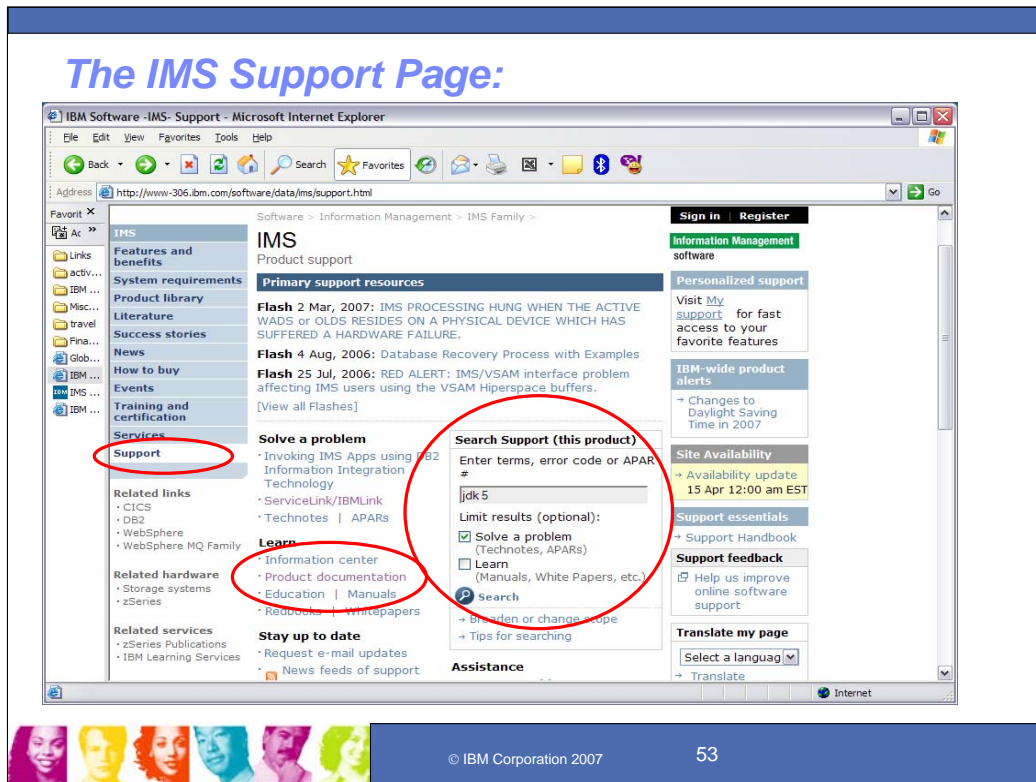 The IMS Support Page:
IBM Software -IMS- Support - Microsoft Internet Explorer
File Edit View Favorites Tools Help
Back Search Favorites
Address http://www-306.ibm.com/software/data/ims/support.html Go
Favorit
Ac
Links
activ...
IBM ...
Misc...
travel
Fina...
Glob...
IBM ...
IBM IMS ...
IBM ...
IMS
Features and
benefits
System requirements
Product library
Literature
Success stories
News
How to buy
Events
Training and
certification
Services
Support
Related links
· CICS
· DB2
· WebSphere
· WebSphere MQ Family
Related hardware
· Storage systems
· zSeries
Related services
· zSeries Publications
· IBM Learning Services
Software > Information Management > IMS Family >
IMS
Product support
Primary support resources
Flash 2 Mar, 2007: IMS PROCESSING HUNG WHEN THE ACTIVE
WADS or OLDS RESIDES ON A PHYSICAL DEVICE WHICH HAS
SUFFERED A HARDWARE FAILURE.
Flash 4 Aug, 2006: Database Recovery Process with Examples
Flash 25 Jul, 2006: RED ALERT: IMS/VSAM interface problem
affecting IMS users using the VSAM Hiperspace buffers.
[View all Flashes]
Solve a problem
· Invoking IMS Apps using DB2
Information Integration
Technology
· ServiceLink/IBMLink
· Technotes | APARs
Learn
· Information center
· Product documentation
· Education | Manuals
· Redbooks | Whitepapers
Stay up to date
· Request e-mail updates
· News feeds of support
Search Support (this product)
Enter terms, error code or APAR
#
jdk 5
Limit results (optional):
Solve a problem
(Technotes, APARs)
Learn
(Manuals, White Papers, etc.)
Search
→ Broaden or change scope
→ Tips for searching
Assistance
Sign in | Register
Information Management
software
Personalized support
Visit My
support for fast
access to your
favorite features
IBM-wide product
alerts
→ Changes to
Daylight Saving
Time in 2007
Site Availability
→ Availability update
15 Apr 12:00 am EST
Support essentials
→ Support Handbook
Support feedback
Help us improve
online software
support
Translate my page
Select a languag
→ Translate
Internet
© IBM Corporation 2007
53